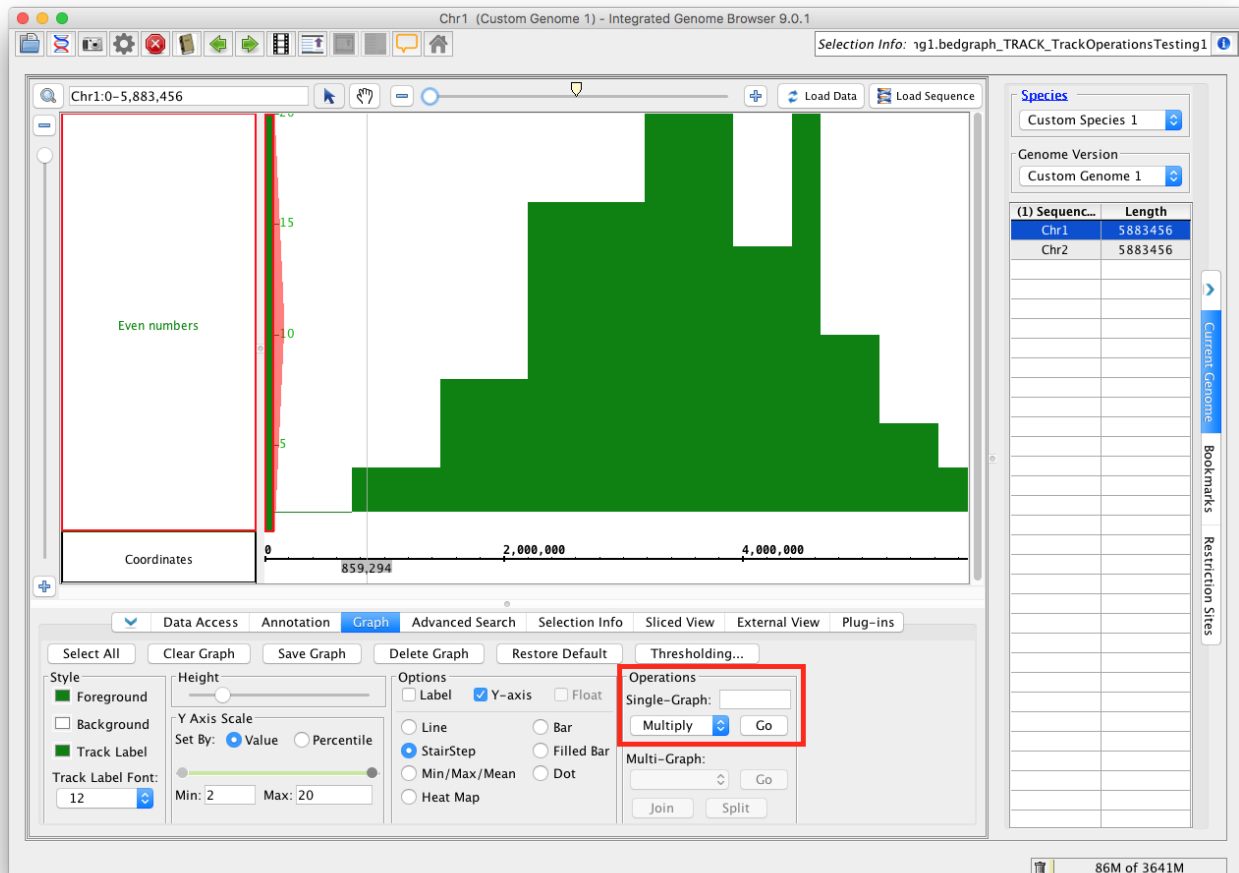 Chr1 (Custom Genome 1) - Integrated Genome Browser 9.0.1
Selection Info: ng1.bedgraph_TRACK_TrackOperationsTesting1
Chr1:0-5,883,456
Load Data
Load Sequence
20
15
10
5
Even numbers
Coordinates
0 2,000,000 4,000,000
859,294
Species
Custom Species 1
Genome Version
Custom Genome 1
(1) Sequenc... Length
Chr1 5883456
Chr2 5883456
Current Genome
Bookmarks
Restriction Sites
Data Access Annotation Graph Advanced Search Selection Info Sliced View External View Plug-ins
Select All Clear Graph Save Graph Delete Graph Restore Default Thresholding...
Style
Foreground
Background
Track Label
Track Label Font:
12
Height
Y Axis Scale
Set By: Value Percentile
Min: 2 Max: 20
Options
Label Y-axis Float
Line Bar
StairStep Filled Bar
Min/Max/Mean Dot
Heat Map
Operations
Single-Graph:
Multiply Go
Multi-Graph:
Go
Join Split
86M of 3641M